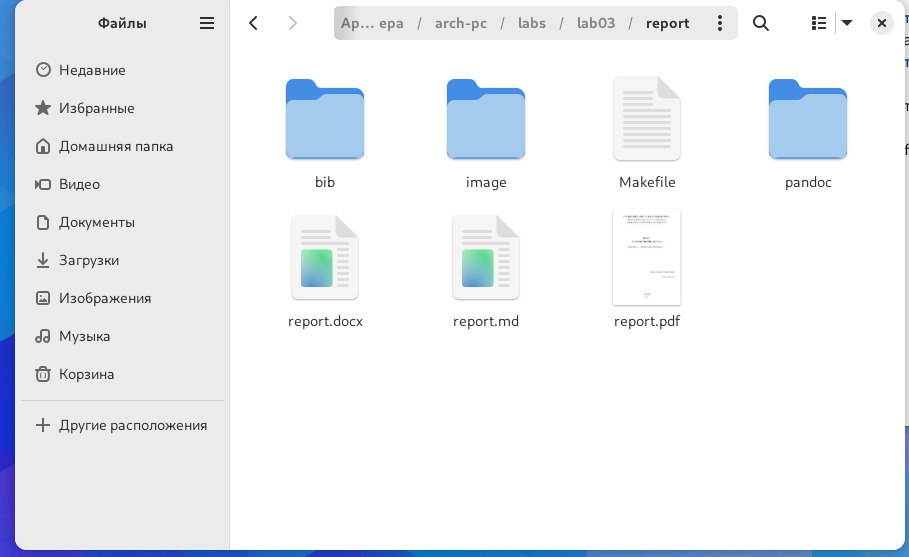 Файлы
Ар... ера / arch-pc / labs / lab03 / report
Недавние
Избранные
Домашняя папка
Видео
Документы
Загрузки
Изображения
Музыка
Корзина
Другие расположения
bib
image
Makefile
pandoc
report.docx
report.md
report.pdf